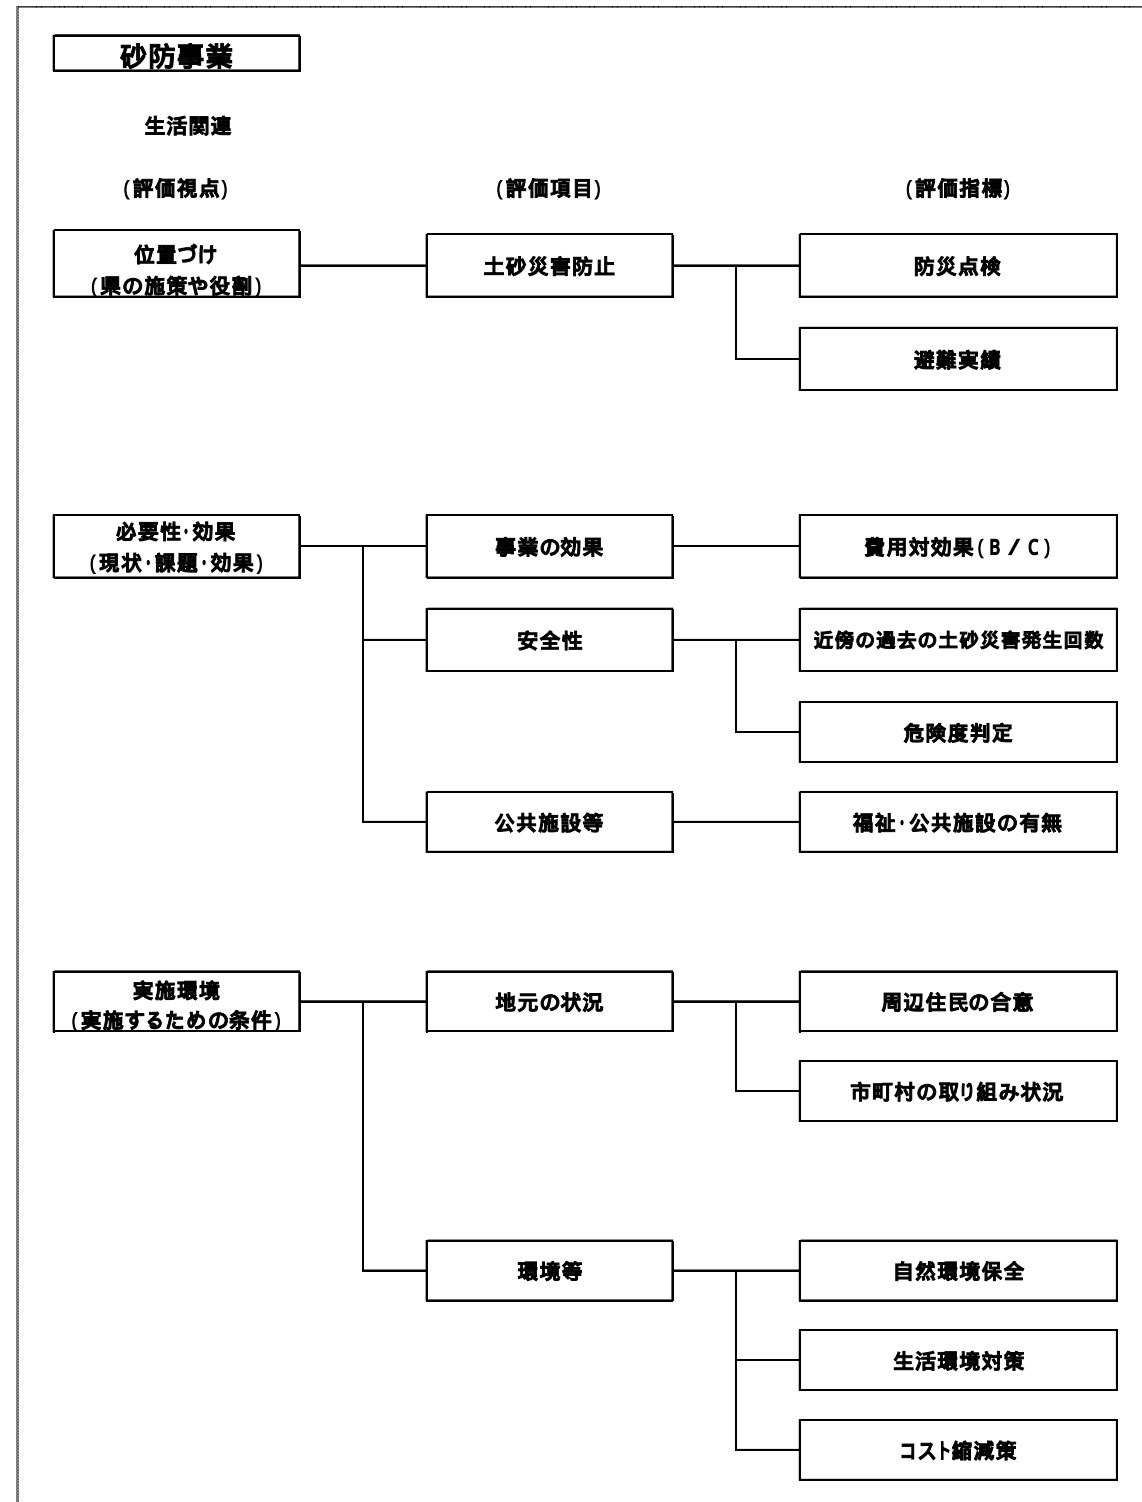 砂防事業
生活関連
(評価視点)
(評価項目)
(評価指標)
位置づけ
(県の施策や役割)
土砂災害防止
防災点検
避難実績
必要性・効果
(現状・課題・効果)
事業の効果
費用対効果(B/C)
安全性
近傍の過去の土砂災害発生回数
危険度判定
公共施設等
福祉・公共施設の有無
実施環境
(実施するための条件)
地元の状況
周辺住民の合意
市町村の取り組み状況
環境等
自然環境保全
生活環境対策
コスト縮減策